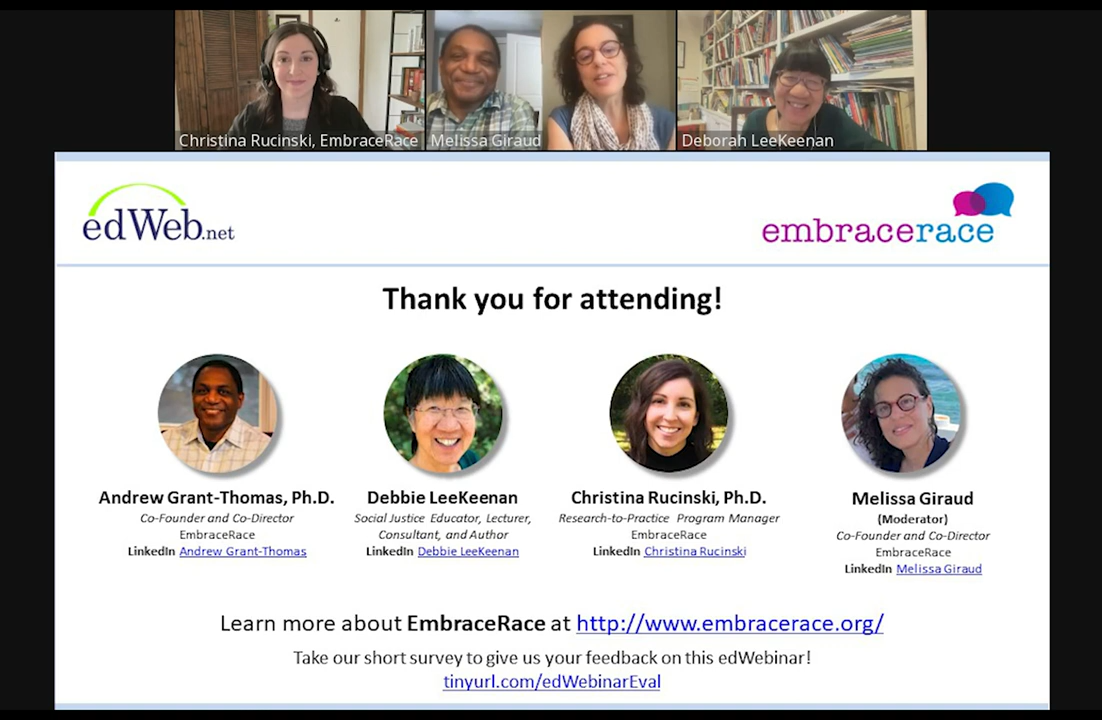 Christina Rucinski, EmbraceRace
Melissa Giraud
Deborah LeeKeenan
edWeb.net
embracerace
Thank you for attending!
Andrew Grant-Thomas, Ph.D.
Co-Founder and Co-Director
EmbraceRace
LinkedIn Andrew Grant-Thomas
Debbie LeeKeenan
Social Justice Educator, Lecturer,
Consultant, and Author
LinkedIn Debbie LeeKeenan
Christina Rucinski, Ph.D.
Research-to-Practice Program Manager
EmbraceRace
LinkedIn Christina Rucinski
Melissa Giraud
(Moderator)
Co-Founder and Co-Director
EmbraceRace
LinkedIn Melissa Giraud
Learn more about EmbraceRace at http://www.embracerace.org/
Take our short survey to give us your feedback on this edWebinar!
tinyurl.com/edWebinarEval